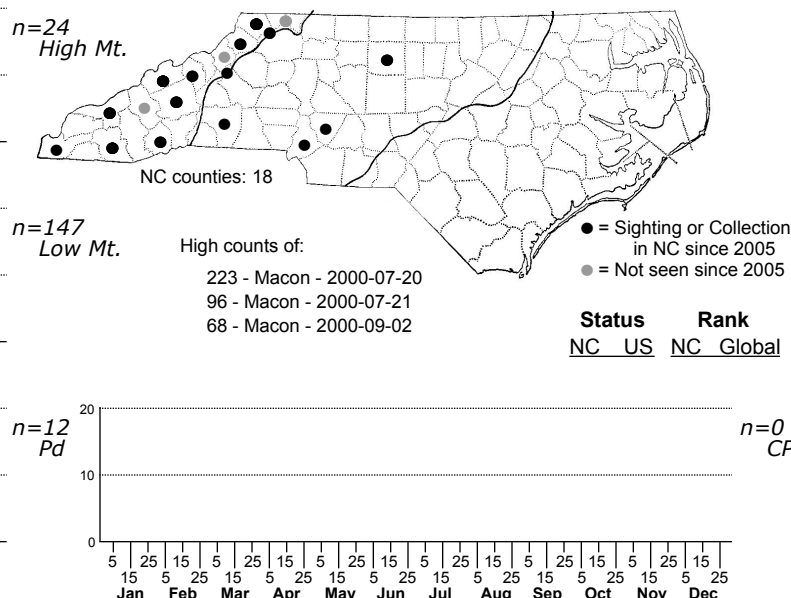 n=24
High Mt.
NC counties: 18
n=147
Low Mt.
High counts of:
223 - Macon - 2000-07-20
96 - Macon - 2000-07-21
68 - Macon - 2000-09-02
● = Sighting or Collection
in NC since 2005
● = Not seen since 2005
Status Rank
NC US NC Global
n=12
Pd
n=0
CP
20
10
0
5 25 15 5 25 15 5 25 15 5 25 15 5 25 15 5 25 15
15 5 25 15 5 25 15 5 25 15 5 25 15 5 25 15 5 25
Jan Feb Mar Apr May Jun Jul Aug Sep Oct Nov Dec